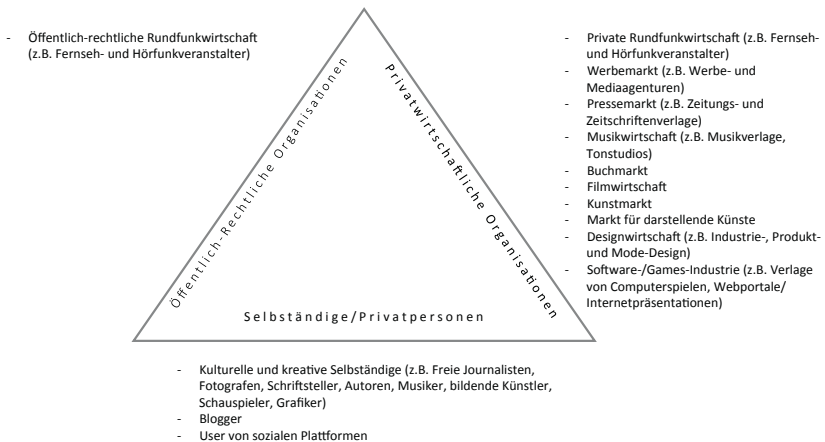 - Öffentlich-rechtliche Rundfunkwirtschaft
(z.B. Fernseh- und Hörfunkveranstalter)
Öffentlich-Rechtliche Organisationen
Privatwirtschaftliche Organisationen
Selbständige/Privatpersonen
- Private Rundfunkwirtschaft (z.B. Fernseh-
und Hörfunkveranstalter)
- Werbemarkt (z.B. Werbe- und
Mediaagenturen)
- Pressemarkt (z.B. Zeitungs- und
Zeitschriftenverlage)
- Musikwirtschaft (z.B. Musikverlage,
Tonstudios)
- Buchmarkt
- Filmwirtschaft
- Kunstmarkt
- Markt für darstellende Künste
- Designwirtschaft (z.B. Industrie-, Produkt-
und Mode-Design)
- Software-/Games-Industrie (z.B. Verlage
von Computerspielen, Webportale/
Internetpräsentationen)
- Kulturelle und kreative Selbständige (z.B. Freie Journalisten,
Fotografen, Schriftsteller, Autoren, Musiker, bildende Künstler,
Schauspieler, Grafiker)
- Blogger
- User von sozialen Plattformen